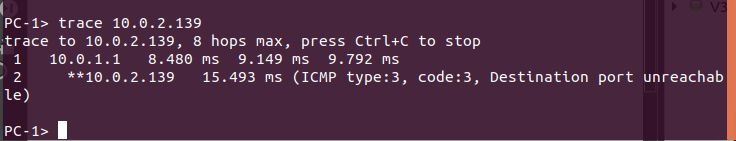 PC-1> trace 10.0.2.139
trace to 10.0.2.139, 8 hops max, press Ctrl+C to stop
 1   10.0.1.1   8.480 ms  9.149 ms  9.792 ms
 2     **10.0.2.139   15.493 ms (ICMP type:3, code:3, Destination port unreachab
le)
PC-1>
V3